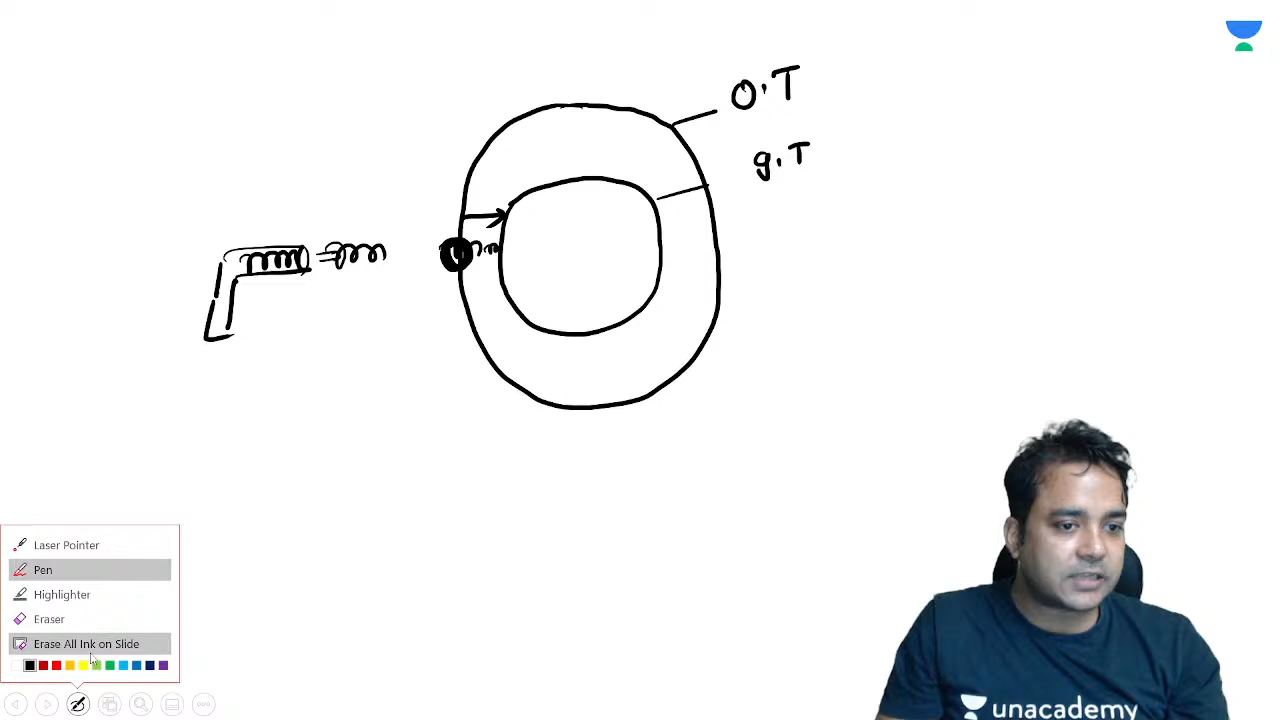 O.T
g.T
Laser Pointer
Pen
Highlighter
Eraser
Erase All Ink on Slide
unacademy